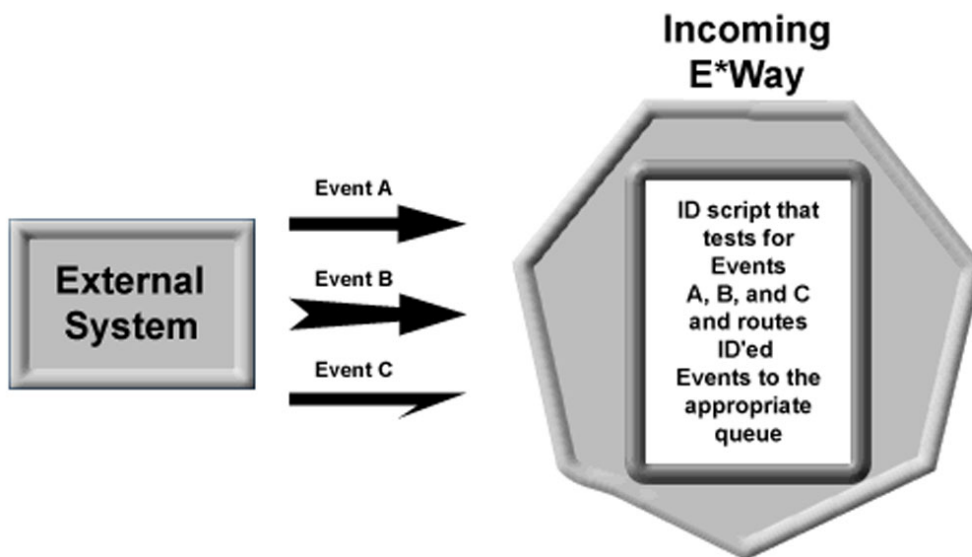 Incoming
E*Way
Event A
External
System
Event B
Event C
ID script that
tests for
Events
A, B, and C
and routes
ID'ed
Events to the
appropriate
queue